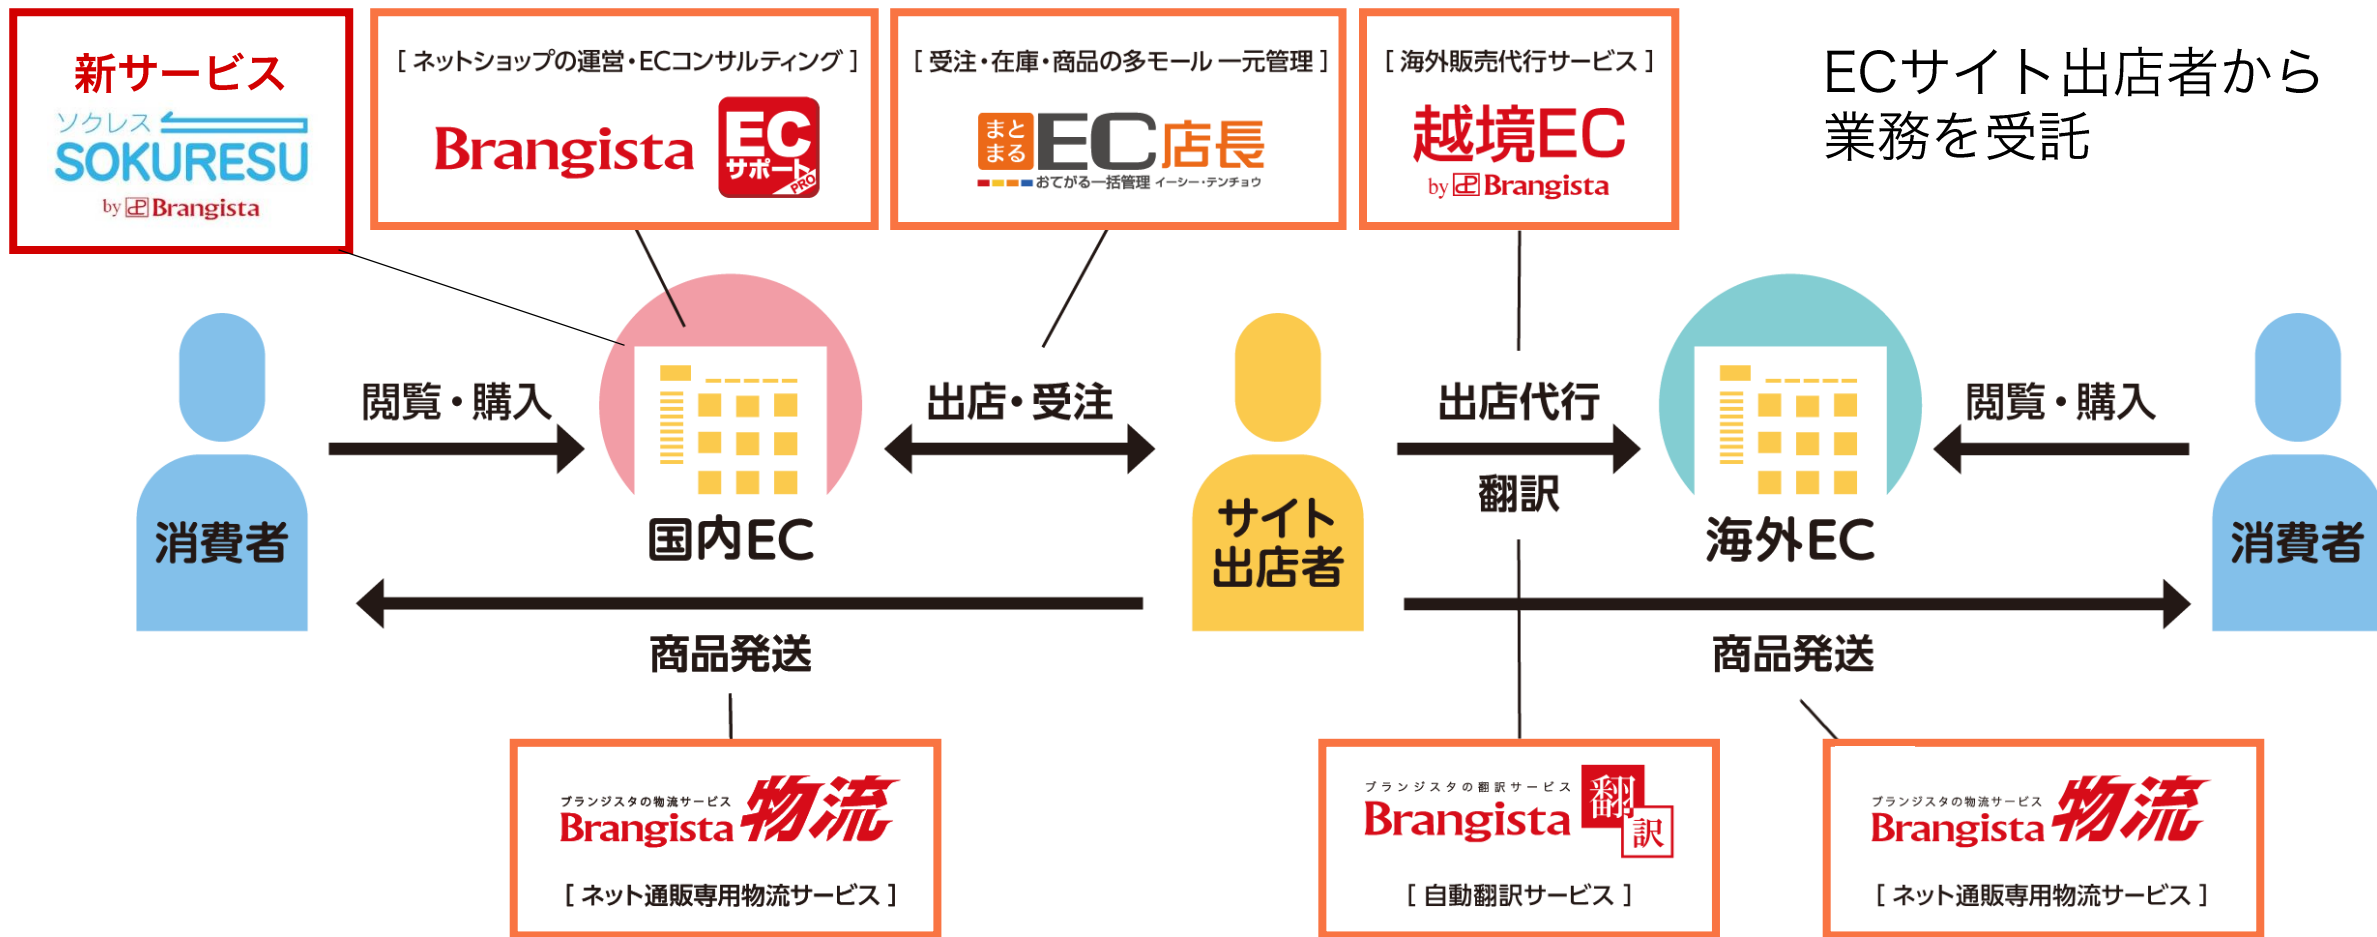 新サービス
ソクレス
SOKURESU
by Brangista
[ ネットショップの運営・ECコンサルティング ]
Brangista
EC
サポート
PRO
[ 受注・在庫・商品の多モール 一元管理 ]
まと
まる
EC店長
おてがる一括管理 イーシー・テンチョウ
[ 海外販売代行サービス ]
越境EC
by Brangista
ECサイト出店者から
業務を受託
消費者
閲覧・購入
国内EC
出店・受注
サイト
出店者
出店代行
翻訳
海外EC
閲覧・購入
消費者
商品発送
商品発送
ブランジスタの物流サービス
Brangista 物流
[ ネット通販専用物流サービス ]
ブランジスタの翻訳サービス
Brangista 翻訳
[ 自動翻訳サービス ]
ブランジスタの物流サービス
Brangista 物流
[ ネット通販専用物流サービス ]